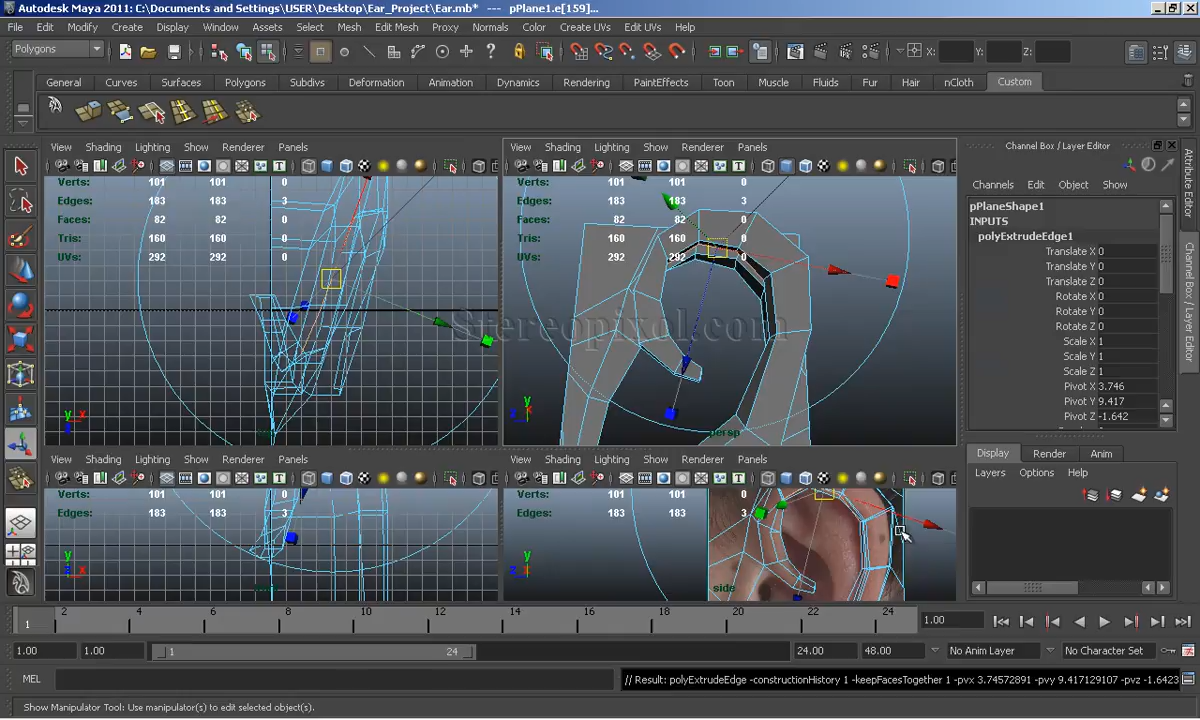 Autodesk Maya 2011: C:\Documents and Settings\USER\Desktop\Ear_Project\Ear.mb* --- pPlane1.e[159]...
File Edit Modify Create Display Window Assets Select Mesh Edit Mesh Proxy Normals Color Create UVs Edit UVs Help
Polygons X: Y: Z:
General Curves Surfaces Polygons Subdivs Deformation Animation Dynamics Rendering PaintEffects Toon Muscle Fluids Fur Hair nCloth Custom
View Shading Lighting Show Renderer Panels
Verts: 101 101 0
Edges: 183 183 3
Faces: 82 82 0
Tris: 160 160 0
UVs: 292 292 0
View Shading Lighting Show Renderer Panels
Verts: 101 101 0
Edges: 183 183 3
Faces: 82 82 0
Tris: 160 160 0
UVs: 292 292 0
persp
Stereopixol.com
View Shading Lighting Show Renderer Panels
Verts: 101 101 0
Edges: 183 183 3
View Shading Lighting Show Renderer Panels
Verts: 101 101 0
Edges: 183 183 3
side
Channel Box / Layer Editor
Channels Edit Object Show
pPlaneShape1
INPUTS
polyExtrudeEdge1
Translate X 0
Translate Y 0
Translate Z 0
Rotate X 0
Rotate Y 0
Rotate Z 0
Scale X 1
Scale Y 1
Scale Z 1
Pivot X 3.746
Pivot Y 9.417
Pivot Z -1.642
Display Render Anim
Layers Options Help
Attribute Editor
Channel Box / Layer Editor
1 2 4 6 8 10 12 14 16 18 20 22 24 1.00
1.00 1.00 1 24 24.00 48.00 No Anim Layer No Character Set
MEL // Result: polyExtrudeEdge -constructionHistory 1 -keepFacesTogether 1 -pvx 3.74572891 -pvy 9.417129107 -pvz -1.6423
Show Manipulator Tool: Use manipulator(s) to edit selected object(s).